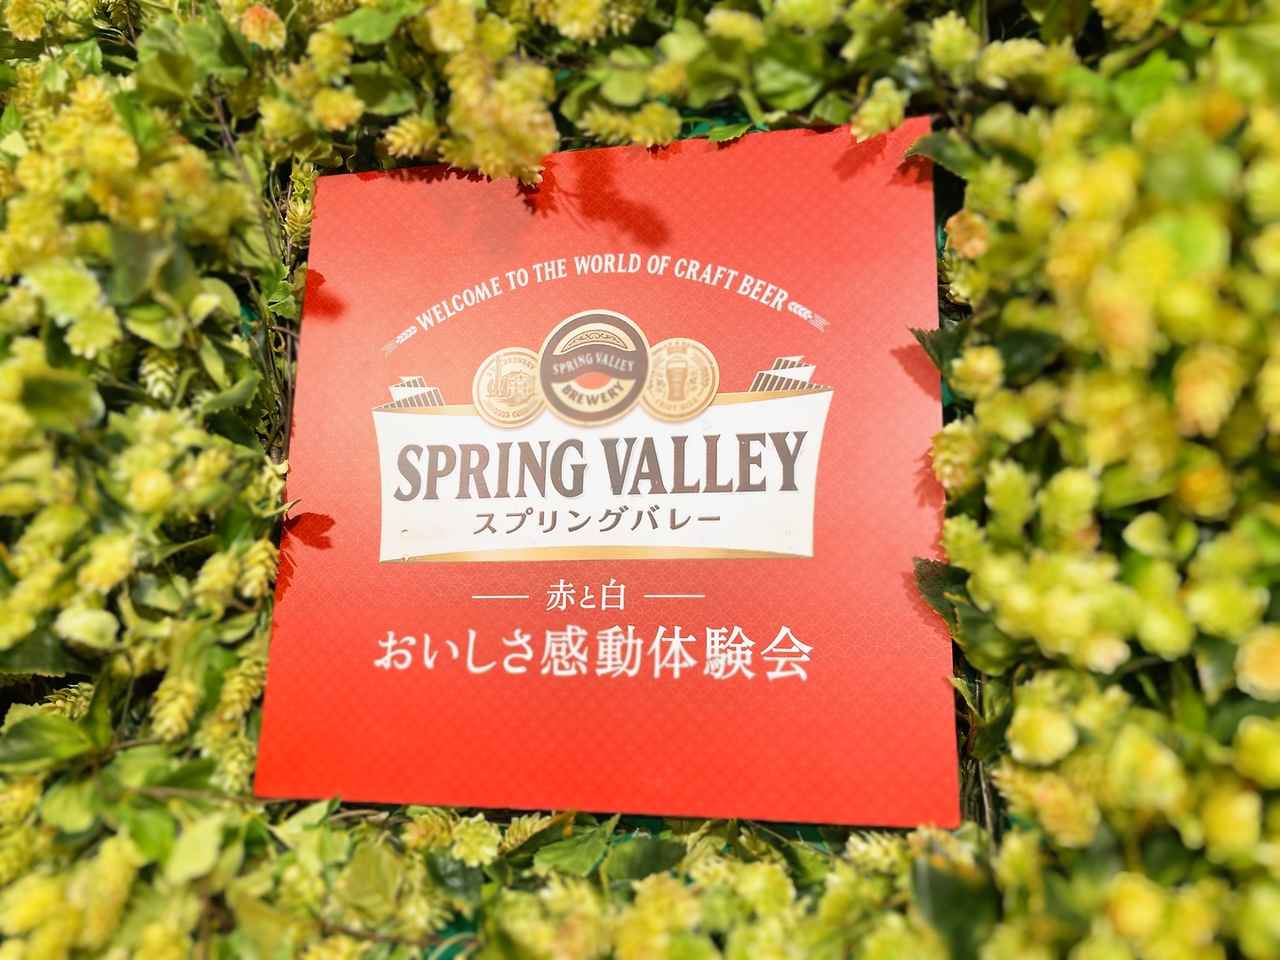 WELCOME TO THE WORLD OF CRAFT BEER
SPRING VALLEY
BREWERY
SPRING VALLEY
スプリングバレー
赤と白
おいしさ感動体験会